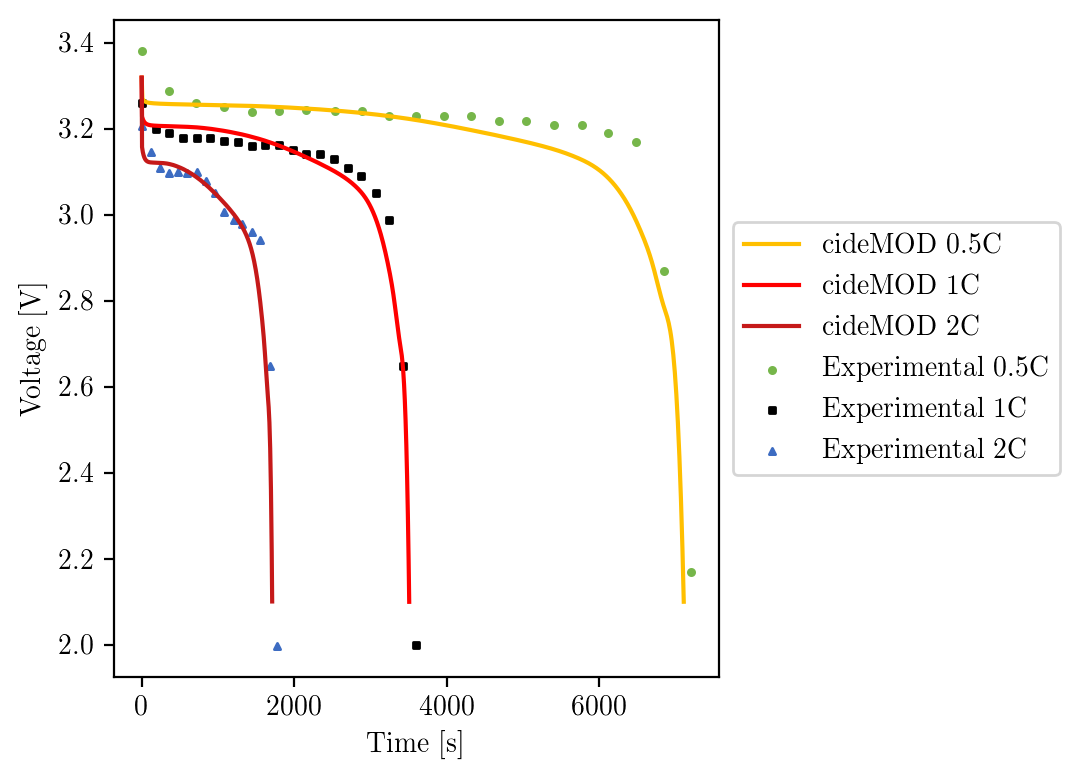 3.4
3.2
3.0
2.8
2.6
2.4
2.2
2.0
Voltage [V]
0
2000
4000
6000
Time [s]
cideMOD 0.5C
cideMOD 1C
cideMOD 2C
Experimental 0.5C
Experimental 1C
Experimental 2C